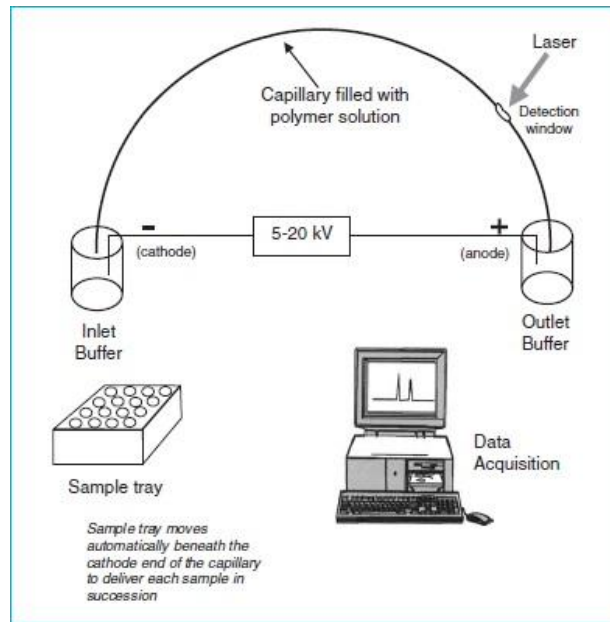 Laser
Capillary filled with
polymer solution
Detection
window
-
+
5-20 kV
(cathode)
(anode)
Inlet
Buffer
Outlet
Buffer
Sample tray
Data
Acquisition
Sample tray moves
automatically beneath the
cathode end of the capillary
to deliver each sample in
succession